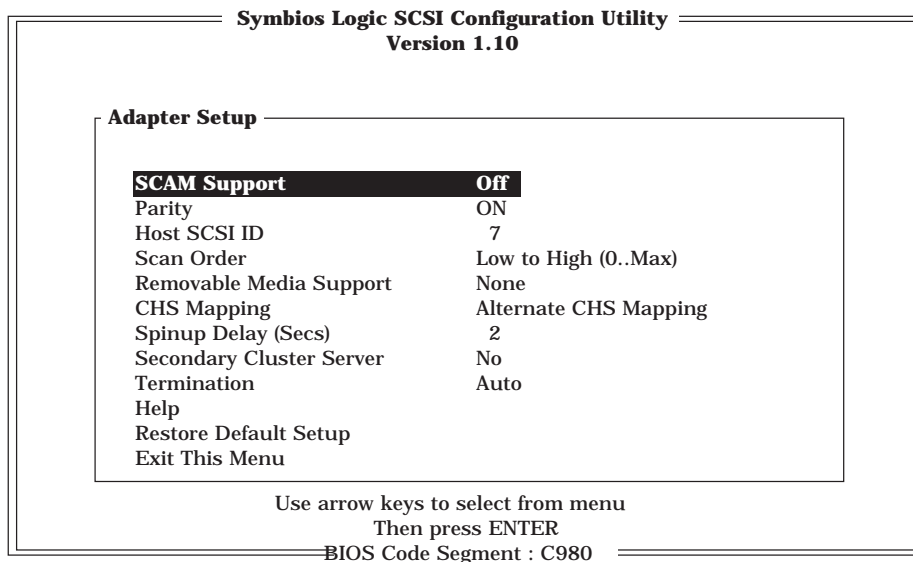 Symbios Logic SCSI Configuration Utility
Version 1.10
Adapter Setup
SCAM Support Off
Parity ON
Host SCSI ID 7
Scan Order Low to High (0..Max)
Removable Media Support None
CHS Mapping Alternate CHS Mapping
Spinup Delay (Secs) 2
Secondary Cluster Server No
Termination Auto
Help
Restore Default Setup
Exit This Menu
Use arrow keys to select from menu
Then press ENTER
BIOS Code Segment : C980